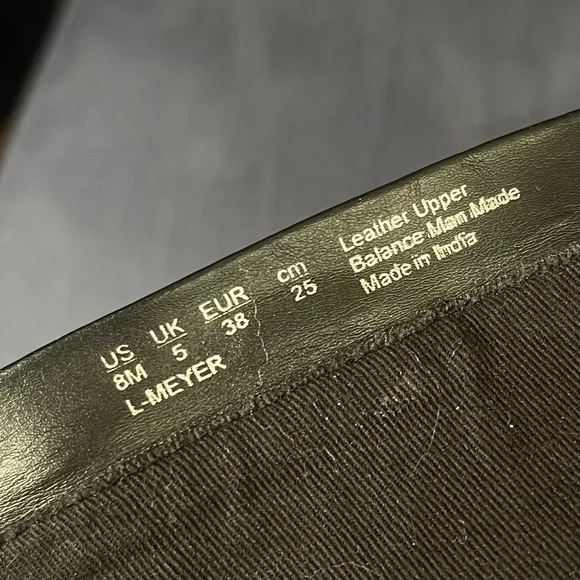 US UK EUR cm
8M 5 38 25
L-MEYER
Leather Upper
Balance Man Made
Made in India